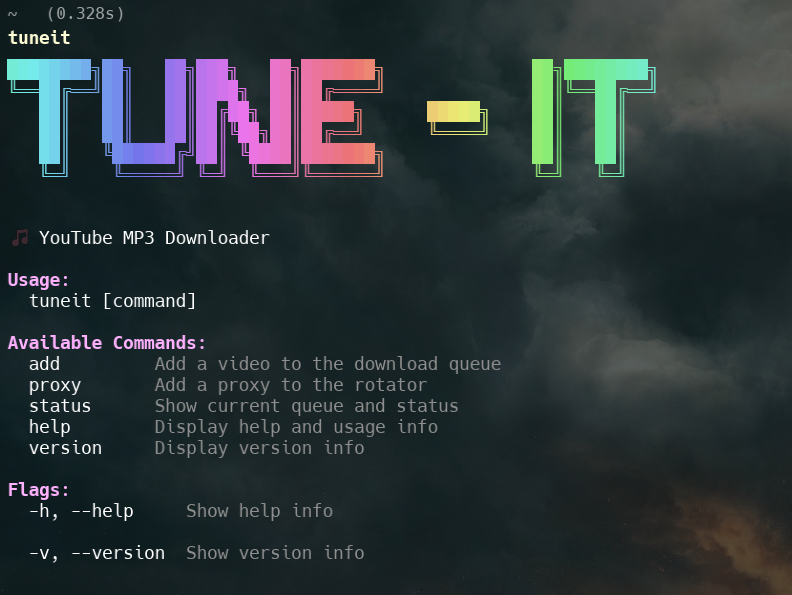 ~ (0.328s)
tuneit
TUNE - IT
🎵 YouTube MP3 Downloader
Usage:
tuneit [command]
Available Commands:
add Add a video to the download queue
proxy Add a proxy to the rotator
status Show current queue and status
help Display help and usage info
version Display version info
Flags:
-h, --help Show help info
-v, --version Show version info